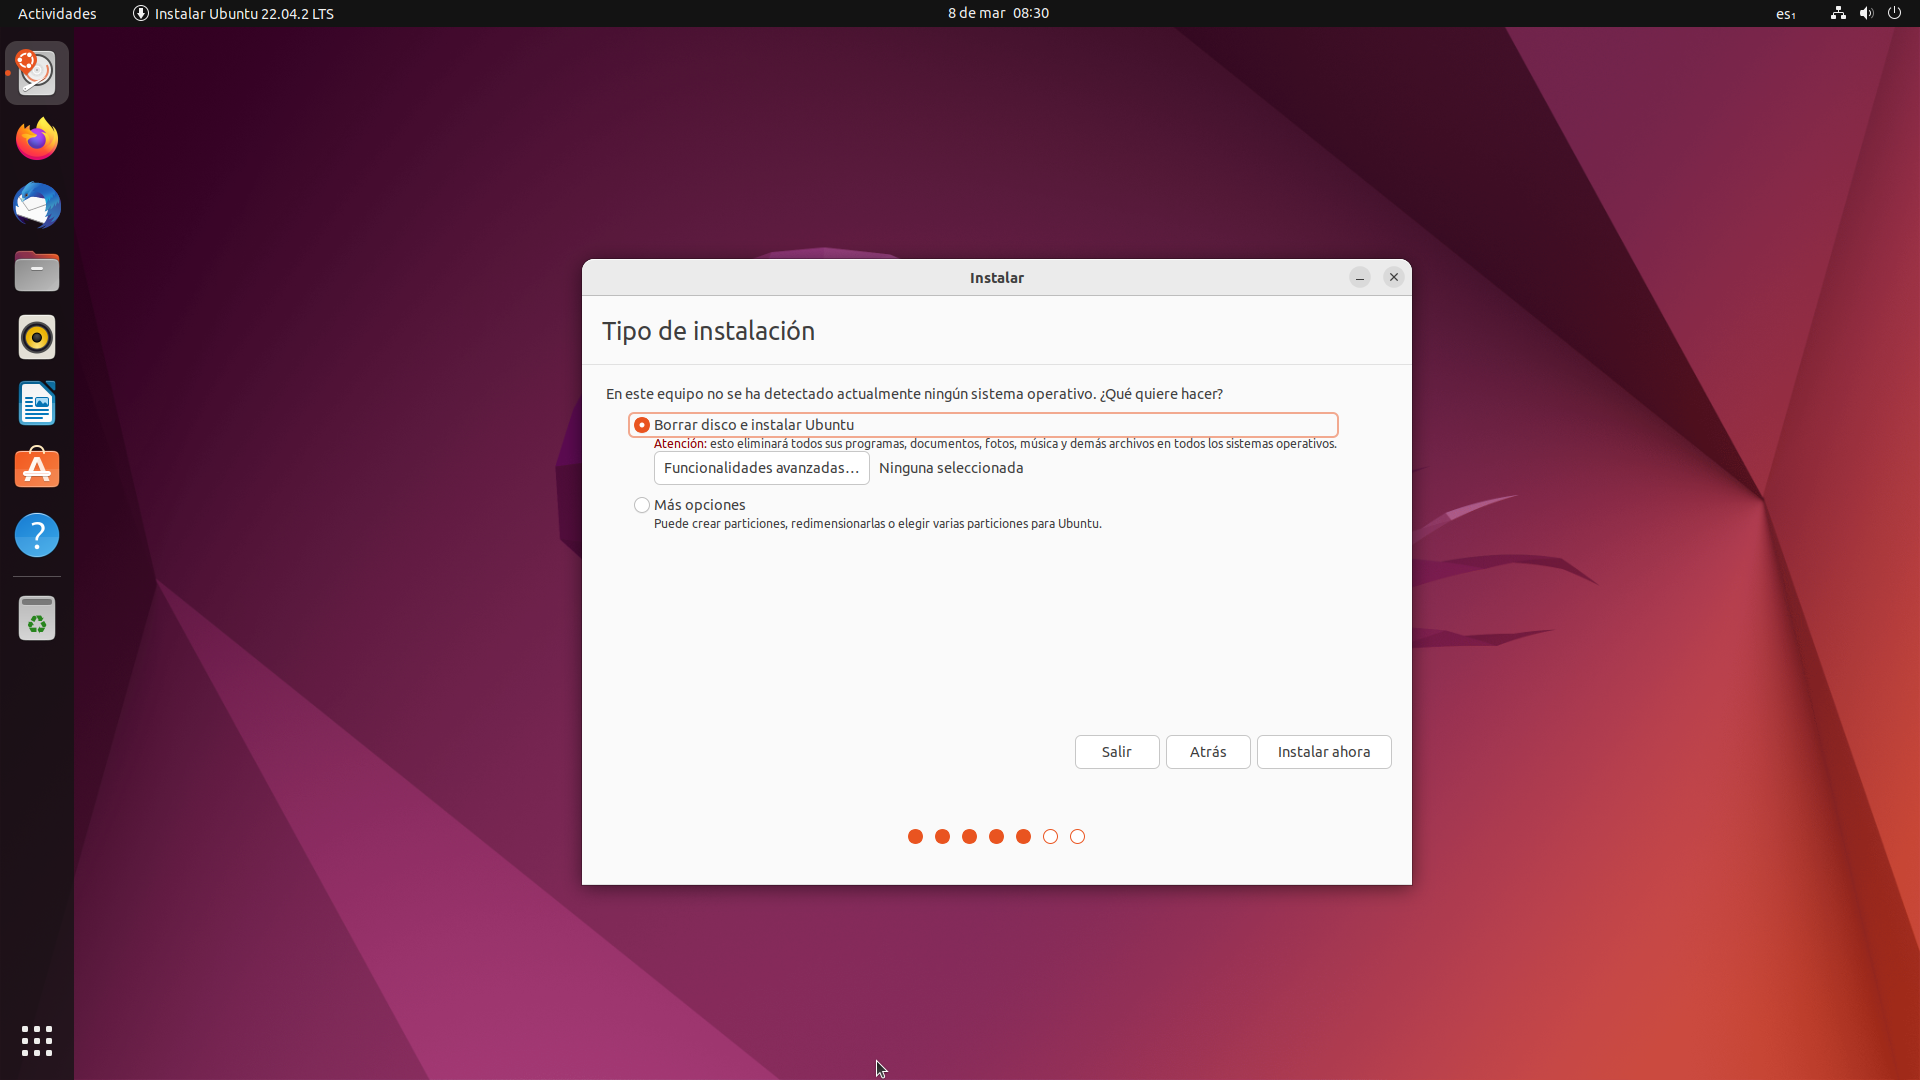 Actividades
Instalar Ubuntu 22.04.2 LTS
8 de mar 08:30
es₁
Instalar
Tipo de instalación
En este equipo no se ha detectado actualmente ningún sistema operativo. ¿Qué quiere hacer?
Borrar disco e instalar Ubuntu
Atención: esto eliminará todos sus programas, documentos, fotos, música y demás archivos en todos los sistemas operativos.
Funcionalidades avanzadas... Ninguna seleccionada
Más opciones
Puede crear particiones, redimensionarlas o elegir varias particiones para Ubuntu.
Salir
Atrás
Instalar ahora